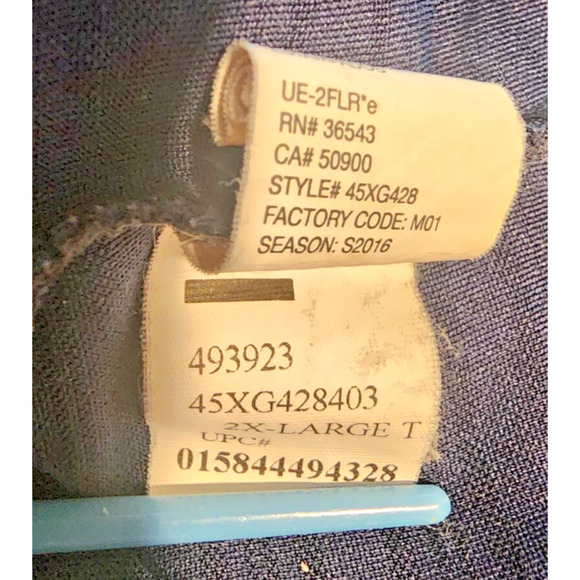 UE-2FLR*e
RN# 36543
CA# 50900
STYLE# 45XG428
FACTORY CODE: M01
SEASON: S2016
493923
45XG428403
2X-LARGE T
UPC#
015844494328